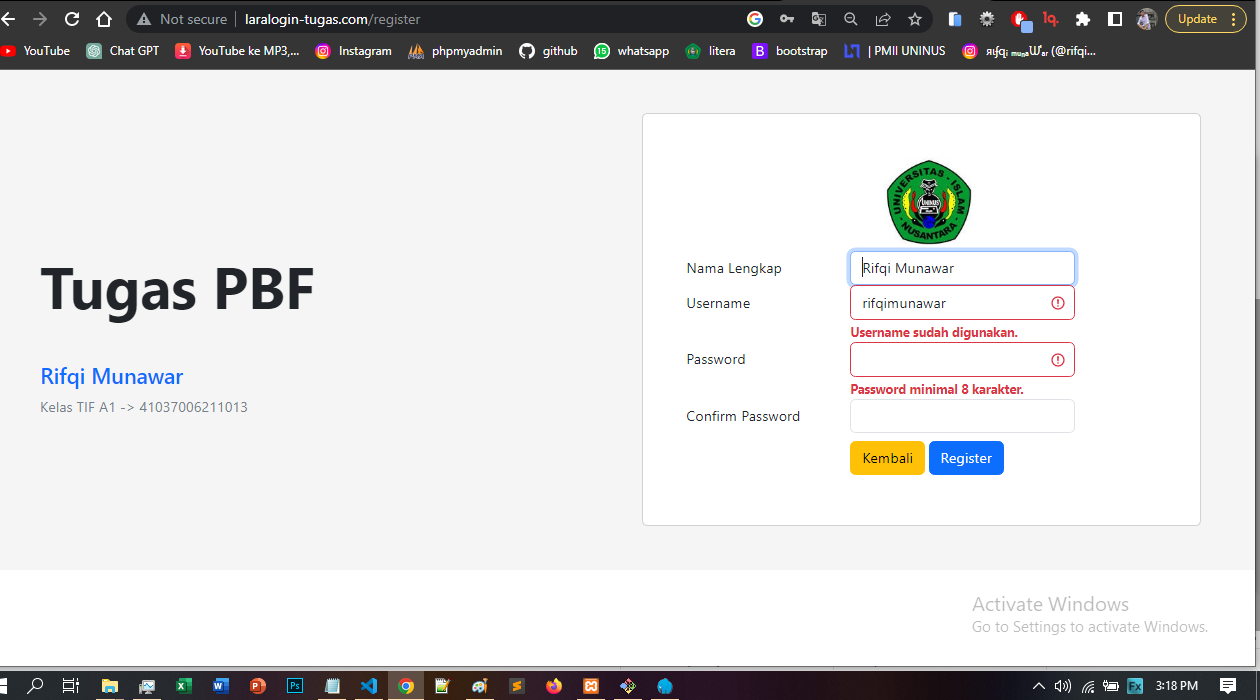 Not secure | laralogin-tugas.com/register
Update
YouTube
Chat GPT
YouTube ke MP3,...
Instagram
phpmyadmin
github
whatsapp
litera
bootstrap
| PMII UNINUS
(@rifqi...
UNIVERSITAS - ISLAM
UNINUS
- NUSANTARA -
Tugas PBF
Rifqi Munawar
Kelas TIF A1 -> 41037006211013
Nama Lengkap
Rifqi Munawar
Username
rifqimunawar
Username sudah digunakan.
Password
Password minimal 8 karakter.
Confirm Password
Kembali
Register
Activate Windows
Go to Settings to activate Windows.
3:18 PM